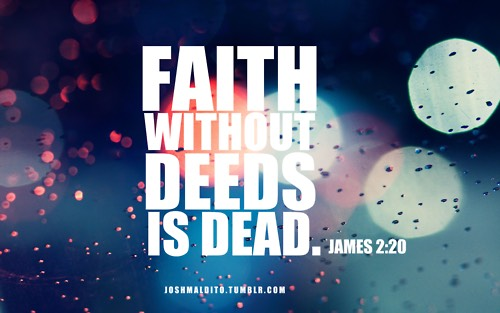 FAITH
WITHOUT
DEEDS
IS DEAD. JAMES 2:20
JOSHMALDITO.TUMBLR.COM